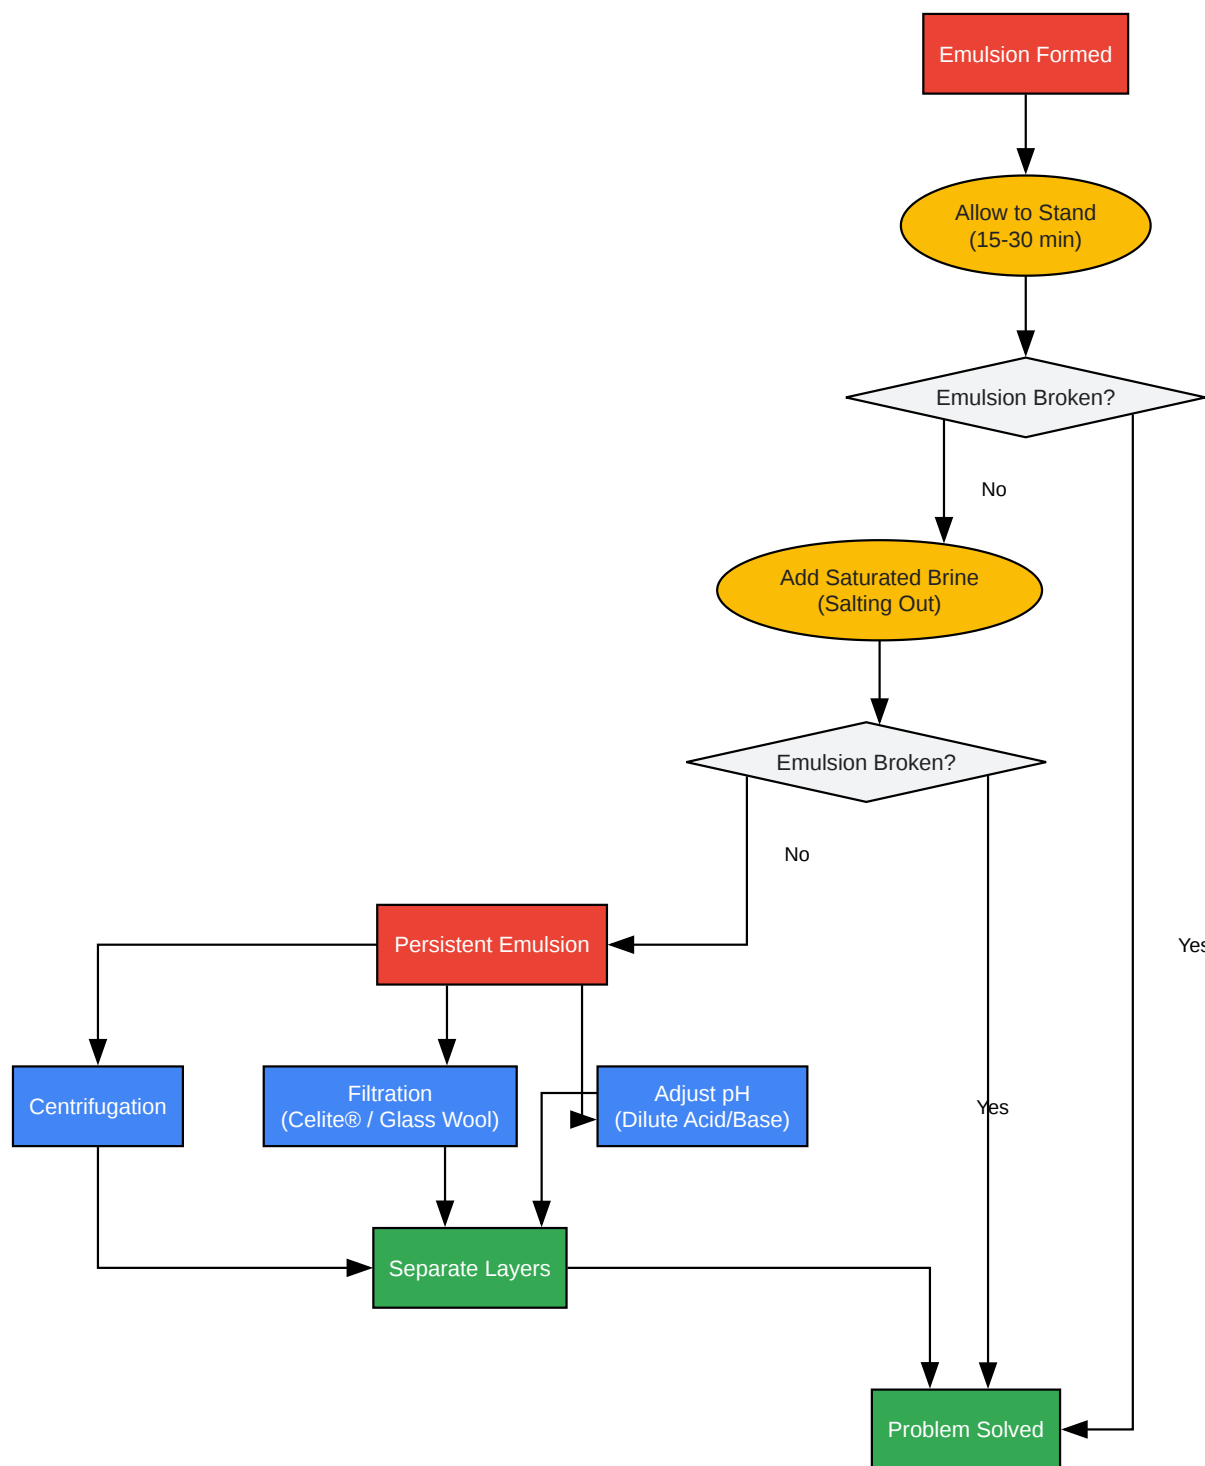 Emulsion Formed
Allow to Stand
(15-30 min)
Emulsion Broken?
No
Add Saturated Brine
(Salting Out)
Emulsion Broken?
No
Persistent Emulsion
Yes
Centrifugation
Filtration
(Celite® / Glass Wool)
Adjust pH
(Dilute Acid/Base)
Yes
Separate Layers
Problem Solved